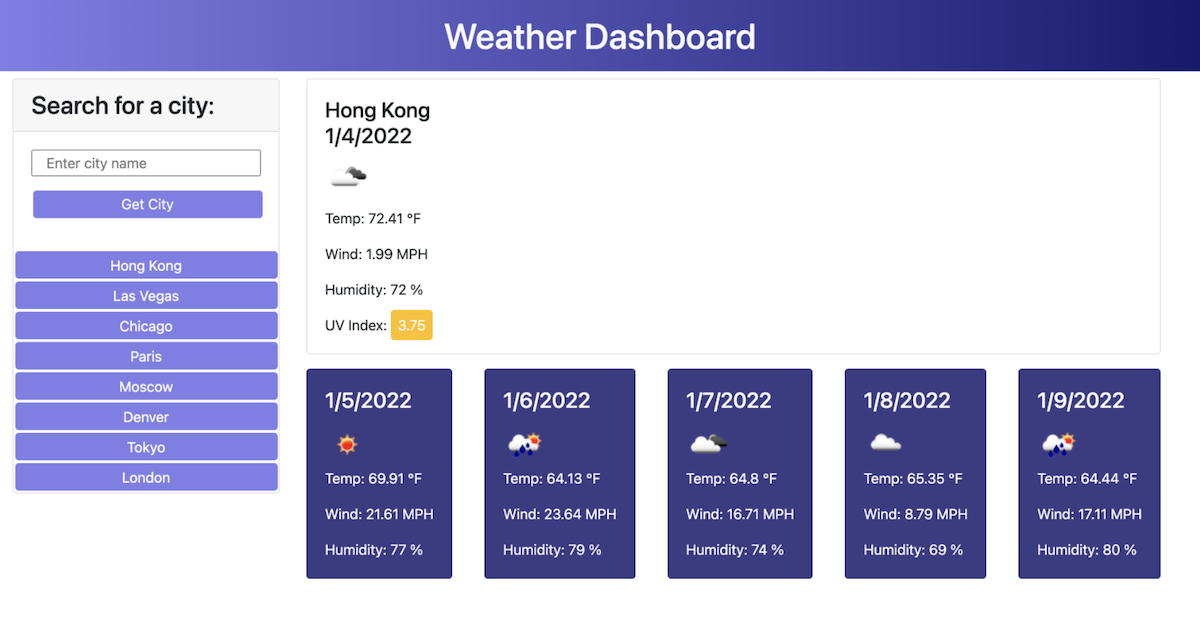 Weather Dashboard
Search for a city:
Enter city name
Get City
Hong Kong
Las Vegas
Chicago
Paris
Moscow
Denver
Tokyo
London
Hong Kong
1/4/2022
Temp: 72.41 °F
Wind: 1.99 MPH
Humidity: 72 %
UV Index: 3.75
1/5/2022
Temp: 69.91 °F
Wind: 21.61 MPH
Humidity: 77 %
1/6/2022
Temp: 64.13 °F
Wind: 23.64 MPH
Humidity: 79 %
1/7/2022
Temp: 64.8 °F
Wind: 16.71 MPH
Humidity: 74 %
1/8/2022
Temp: 65.35 °F
Wind: 8.79 MPH
Humidity: 69 %
1/9/2022
Temp: 64.44 °F
Wind: 17.11 MPH
Humidity: 80 %